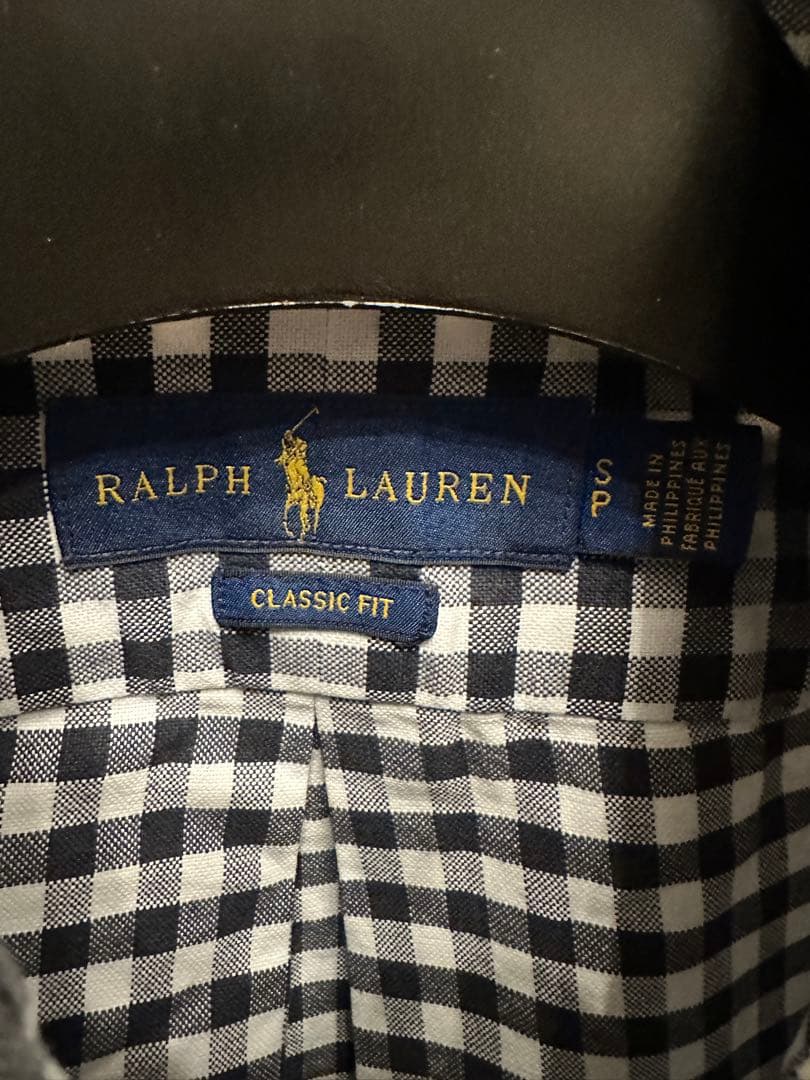 RALPH LAUREN
S
P
MADE IN
PHILIPPINES
FABRIQUÉ AUX
PHILIPPINES
CLASSIC FIT